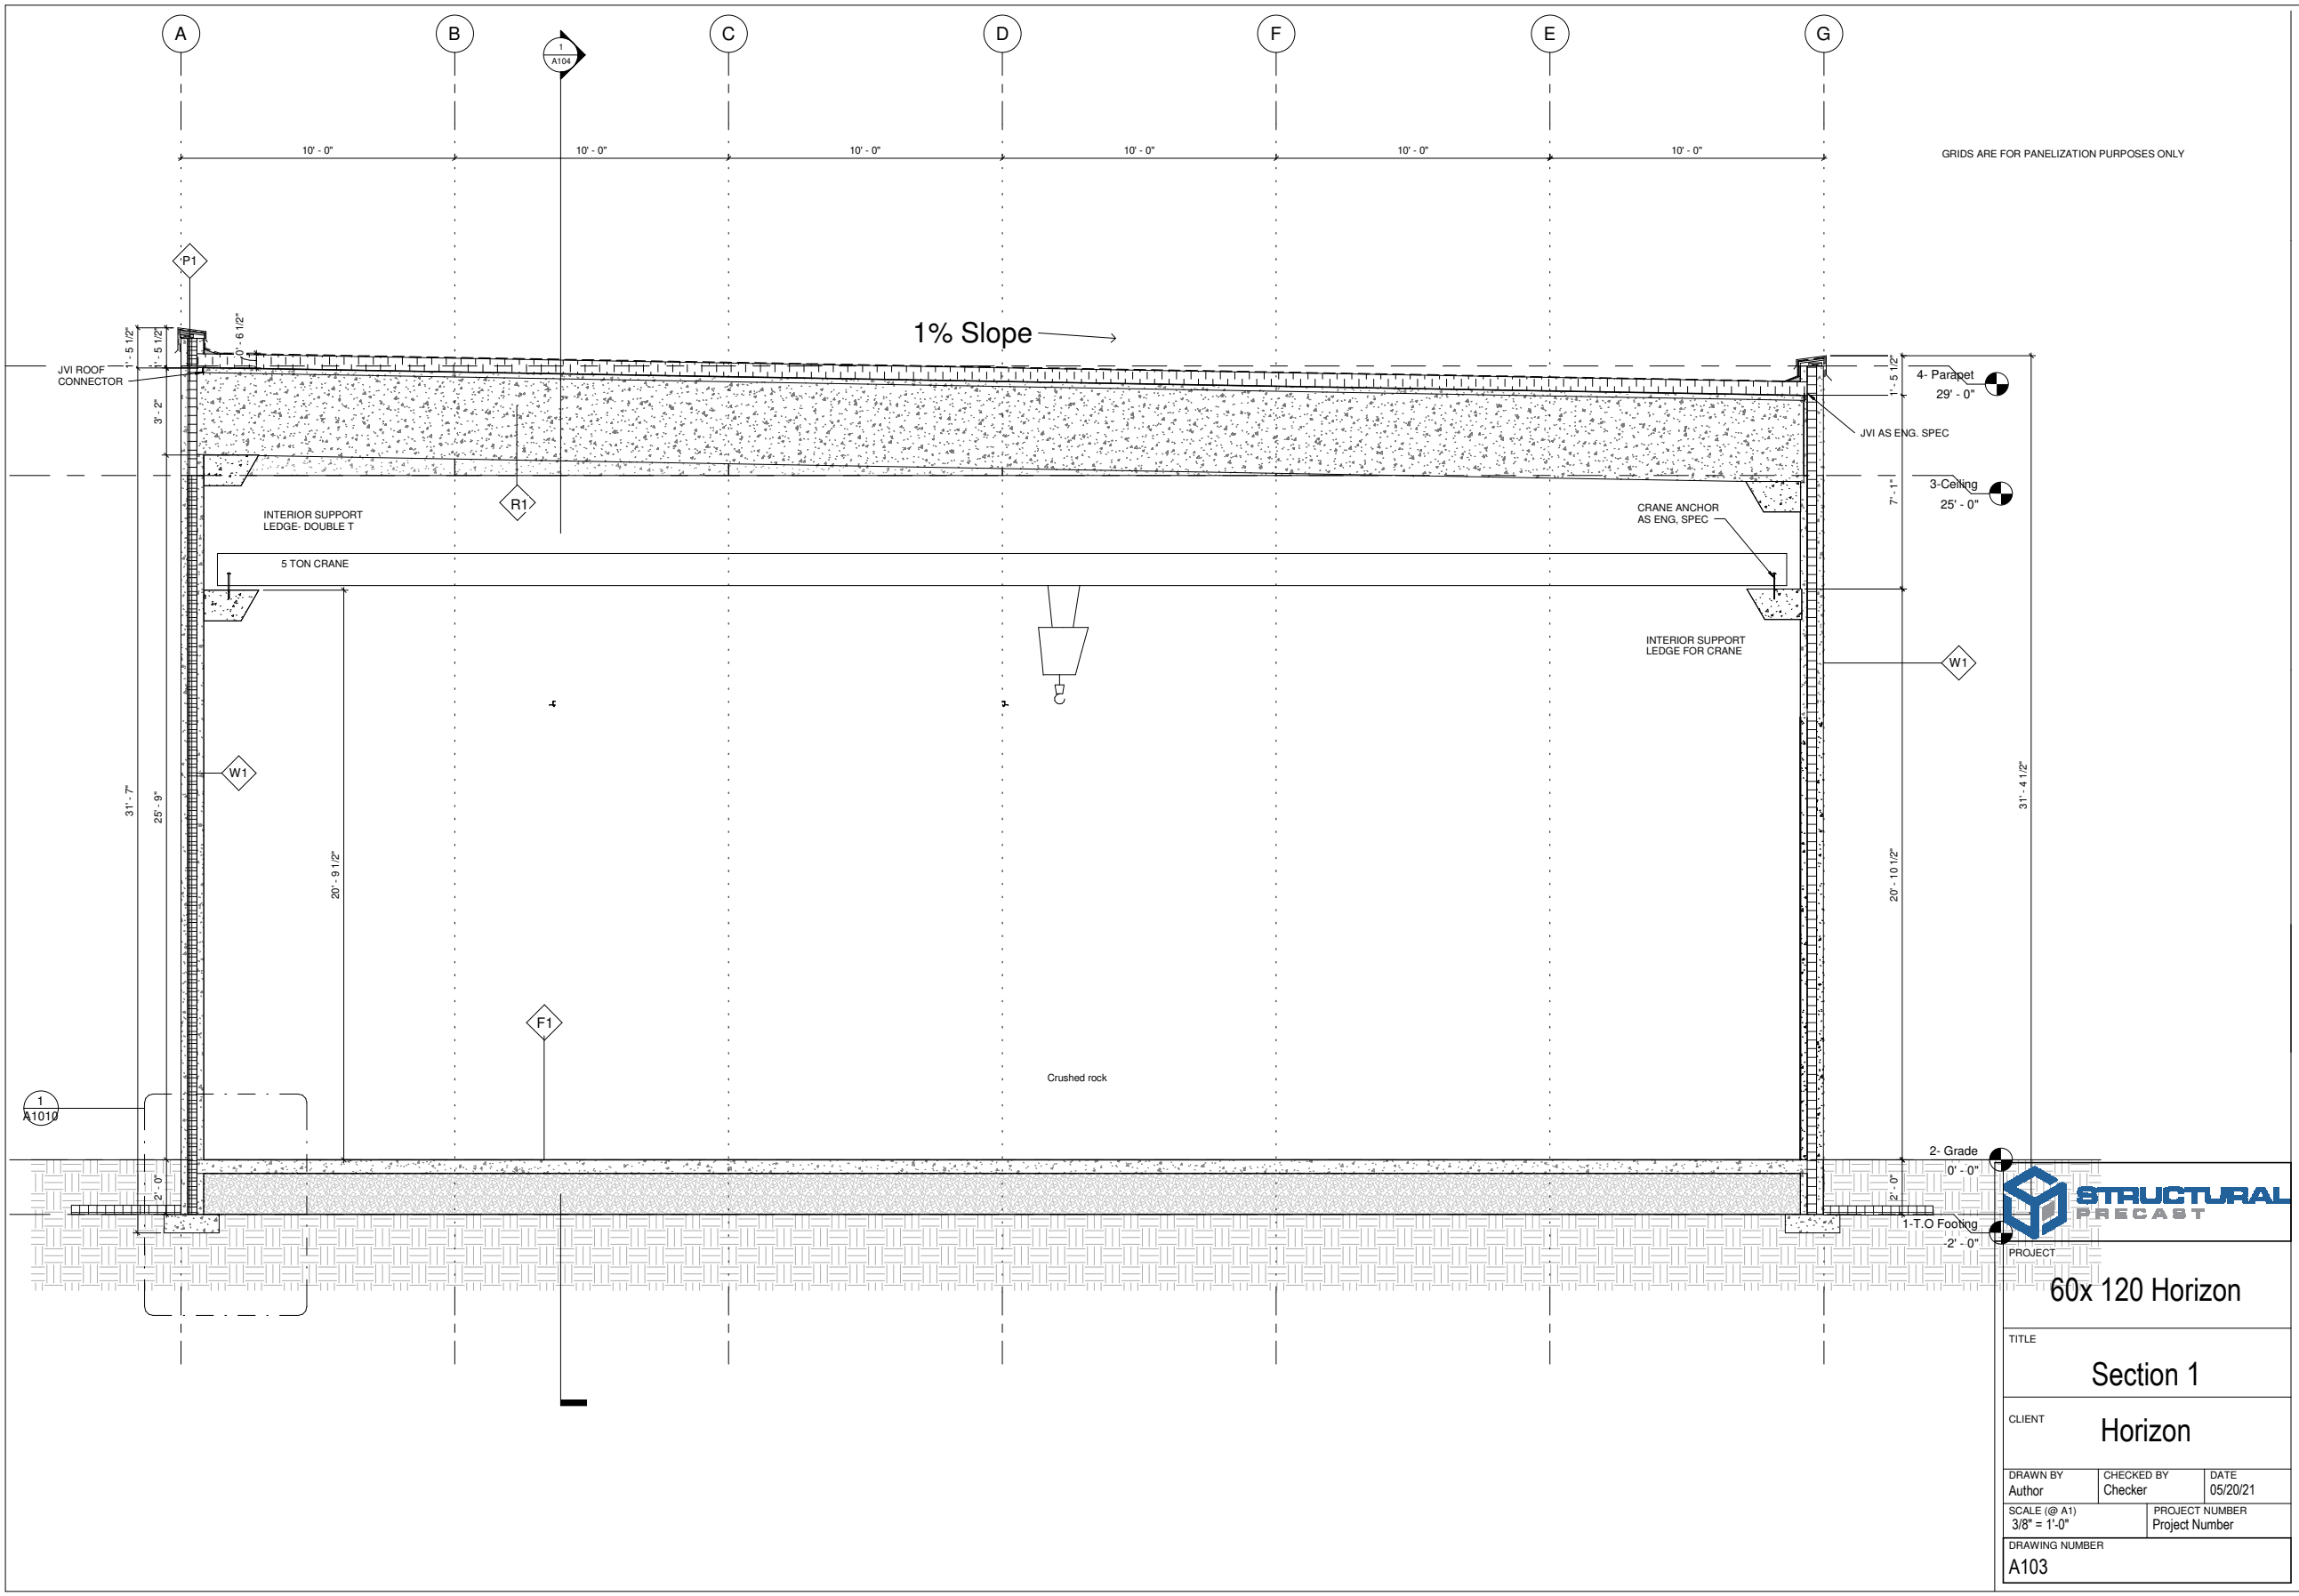 A
B
C
D
F
E
G
1
A104
10' - 0"
10' - 0"
10' - 0"
10' - 0"
10' - 0"
10' - 0"
GRIDS ARE FOR PANELIZATION PURPOSES ONLY
P1
1% Slope
1' - 5 1/2"
1' - 5 1/2"
0' - 6 1/2"
JVI ROOF
CONNECTOR
3' - 2"
1' - 5 1/2"
4- Parapet
29' - 0"
JVI AS ENG. SPEC
R1
INTERIOR SUPPORT
LEDGE- DOUBLE T
CRANE ANCHOR
AS ENG, SPEC
7' - 1"
3-Ceiling
25' - 0"
5 TON CRANE
INTERIOR SUPPORT
LEDGE FOR CRANE
W1
W1
31' - 7"
25' - 9"
20' - 9 1/2"
20' - 10 1/2"
31' - 4 1/2"
F1
Crushed rock
1
A1010
2' - 0"
2' - 0"
2- Grade
0' - 0"
1-T.O Footing
-2' - 0"
STRUCTURAL
PRECAST
PROJECT
60x 120 Horizon
TITLE
Section 1
CLIENT
Horizon
DRAWN BY
Author
CHECKED BY
Checker
DATE
05/20/21
SCALE (@ A1)
3/8" = 1'-0"
PROJECT NUMBER
Project Number
DRAWING NUMBER
A103